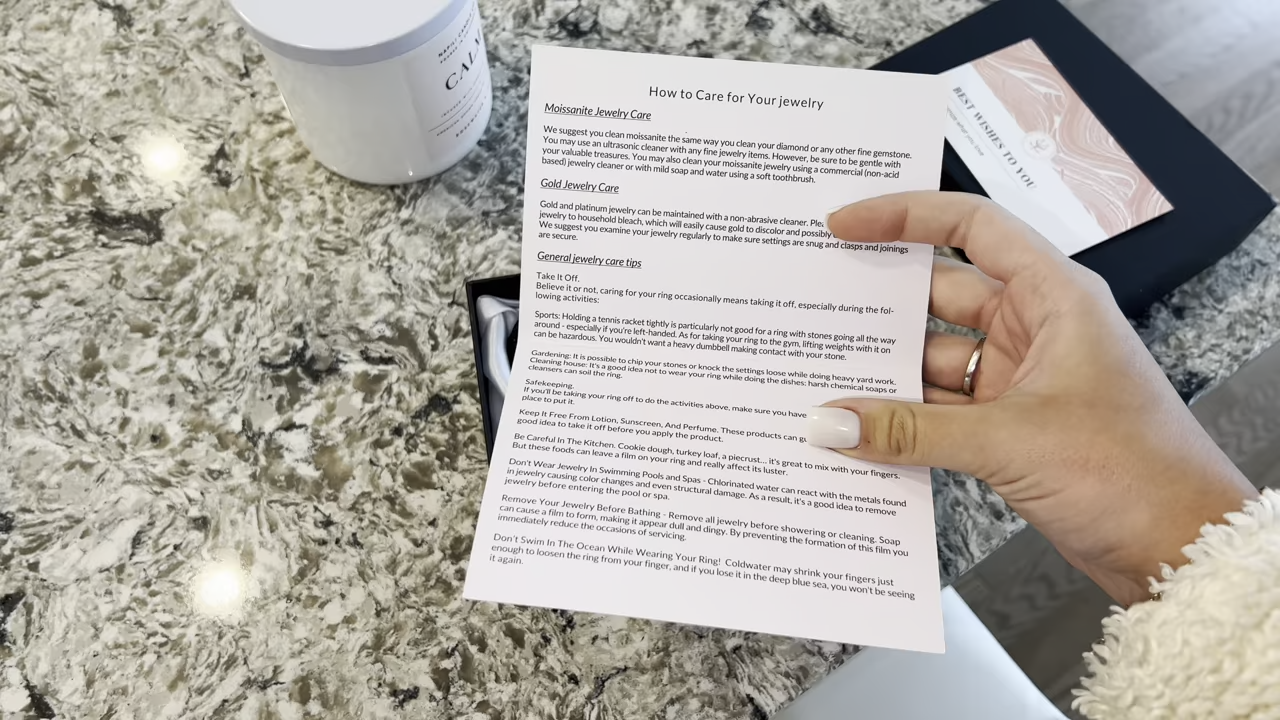 How to Care for Your jewelry
Moissanite Jewelry Care
We suggest you clean moissanite the same way you clean your diamond or any other fine gemstone.
You may use an ultrasonic cleaner with any fine jewelry items. However, be sure to be gentle with
your valuable treasures. You may also clean your moissanite jewelry using a commercial (non-acid
based) jewelry cleaner or with mild soap and water using a soft toothbrush.
Gold Jewelry Care
Gold and platinum jewelry can be maintained with a non-abrasive cleaner.
jewelry to household bleach, which will easily cause gold to discolor and possibly
We suggest you examine your jewelry regularly to make sure settings are snug and clasps and joinings
are secure.
General jewelry care tips
Take It Off.
Believe it or not, caring for your ring occasionally means taking it off, especially during the fol-
lowing activities:
Sports: Holding a tennis racket tightly is particularly not good for a ring with stones going all the way
around - especially if you're left-handed. As for taking your ring to the gym, lifting weights with it on
can be hazardous. You wouldn't want a heavy dumbbell making contact with your stone.
Gardening: It is possible to chip your stones or knock the settings loose while doing heavy yard work.
Cleaning house: It's a good idea not to wear your ring while doing the dishes: harsh chemical soaps or
cleansers can soil the ring.
Safekeeping.
If you'll be taking your ring off to do the activities above, make sure you have
place to put it.
Keep It Free From Lotion, Sunscreen, And Perfume. These products can
good idea to take it off before you apply the product.
Be Careful In The Kitchen. Cookie dough, turkey loaf, a piecrust... it's great to mix with your fingers.
But these foods can leave a film on your ring and really affect its luster.
Don't Wear Jewelry In Swimming Pools and Spas - Chlorinated water can react with the metals found
in jewelry causing color changes and even structural damage. As a result, it's a good idea to remove
jewelry before entering the pool or spa.
Remove Your Jewelry Before Bathing - Remove all jewelry before showering or cleaning. Soap
can cause a film to form, making it appear dull and dingy. By preventing the formation of this film you
immediately reduce the occasions of servicing.
Don't Swim In The Ocean While Wearing Your Ring! Coldwater may shrink your fingers just
enough to loosen the ring from your finger, and if you lose it in the deep blue sea, you won't be seeing
it again.
BEST WISHES TO YOU